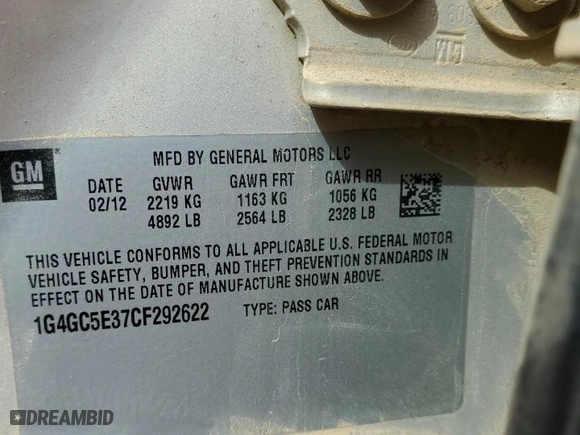 GM
GM
MFD BY GENERAL MOTORS LLC
DATE GVWR GAWR FRT GAWR RR
02/12 2219 KG 1163 KG 1056 KG
4892 LB 2564 LB 2328 LB
THIS VEHICLE CONFORMS TO ALL APPLICABLE U.S. FEDERAL MOTOR
VEHICLE SAFETY, BUMPER, AND THEFT PREVENTION STANDARDS IN
EFFECT ON THE DATE OF MANUFACTURE SHOWN ABOVE.
1G4GC5E37CF292622 TYPE: PASS CAR
DREAMBID